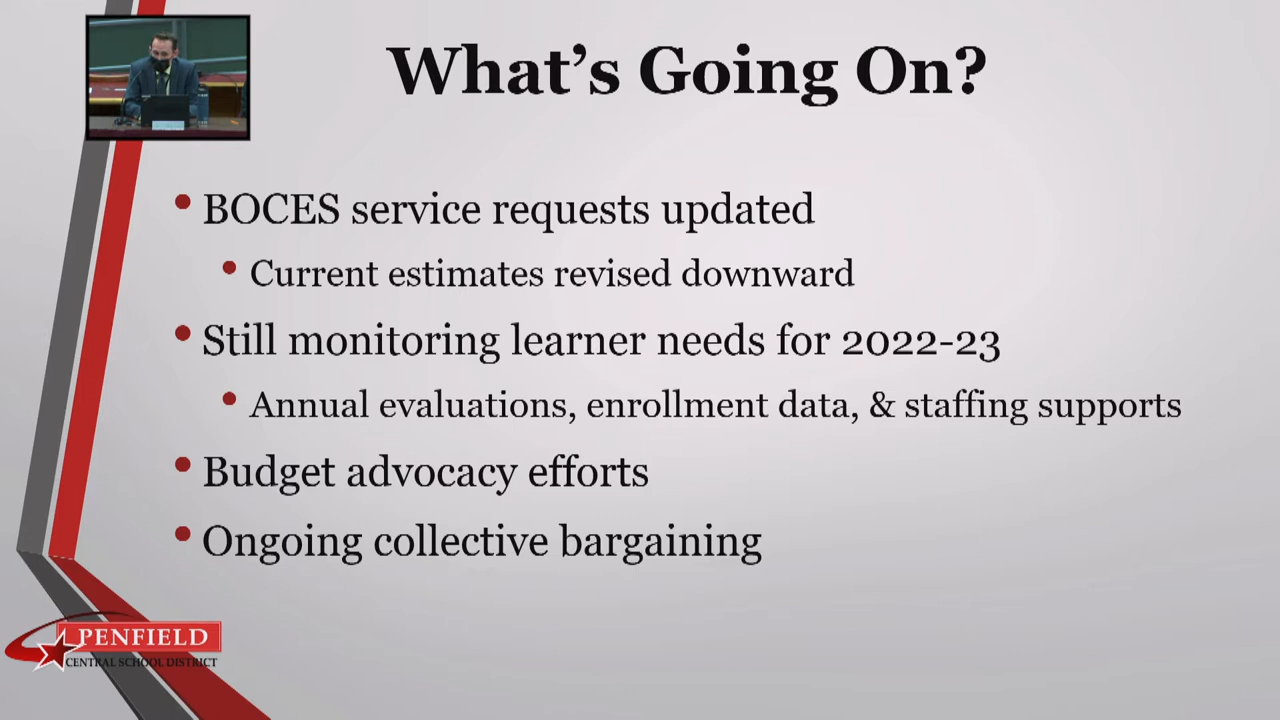 What's Going On?
• BOCES service requests updated
• Current estimates revised downward
• Still monitoring learner needs for 2022-23
• Annual evaluations, enrollment data, & staffing supports
• Budget advocacy efforts
• Ongoing collective bargaining
PENFIELD
CENTRAL SCHOOL DISTRICT